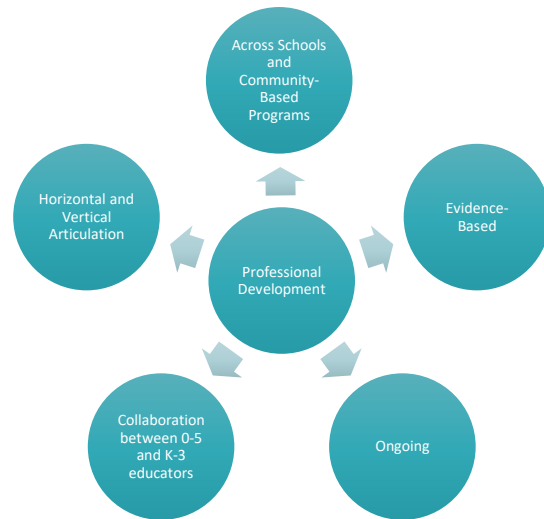 Across Schools
and
Community-
Based
Programs
Horizontal and
Vertical
Articulation
Evidence-
Based
Professional
Development
Collaboration
between 0-5
and K-3
educators
Ongoing